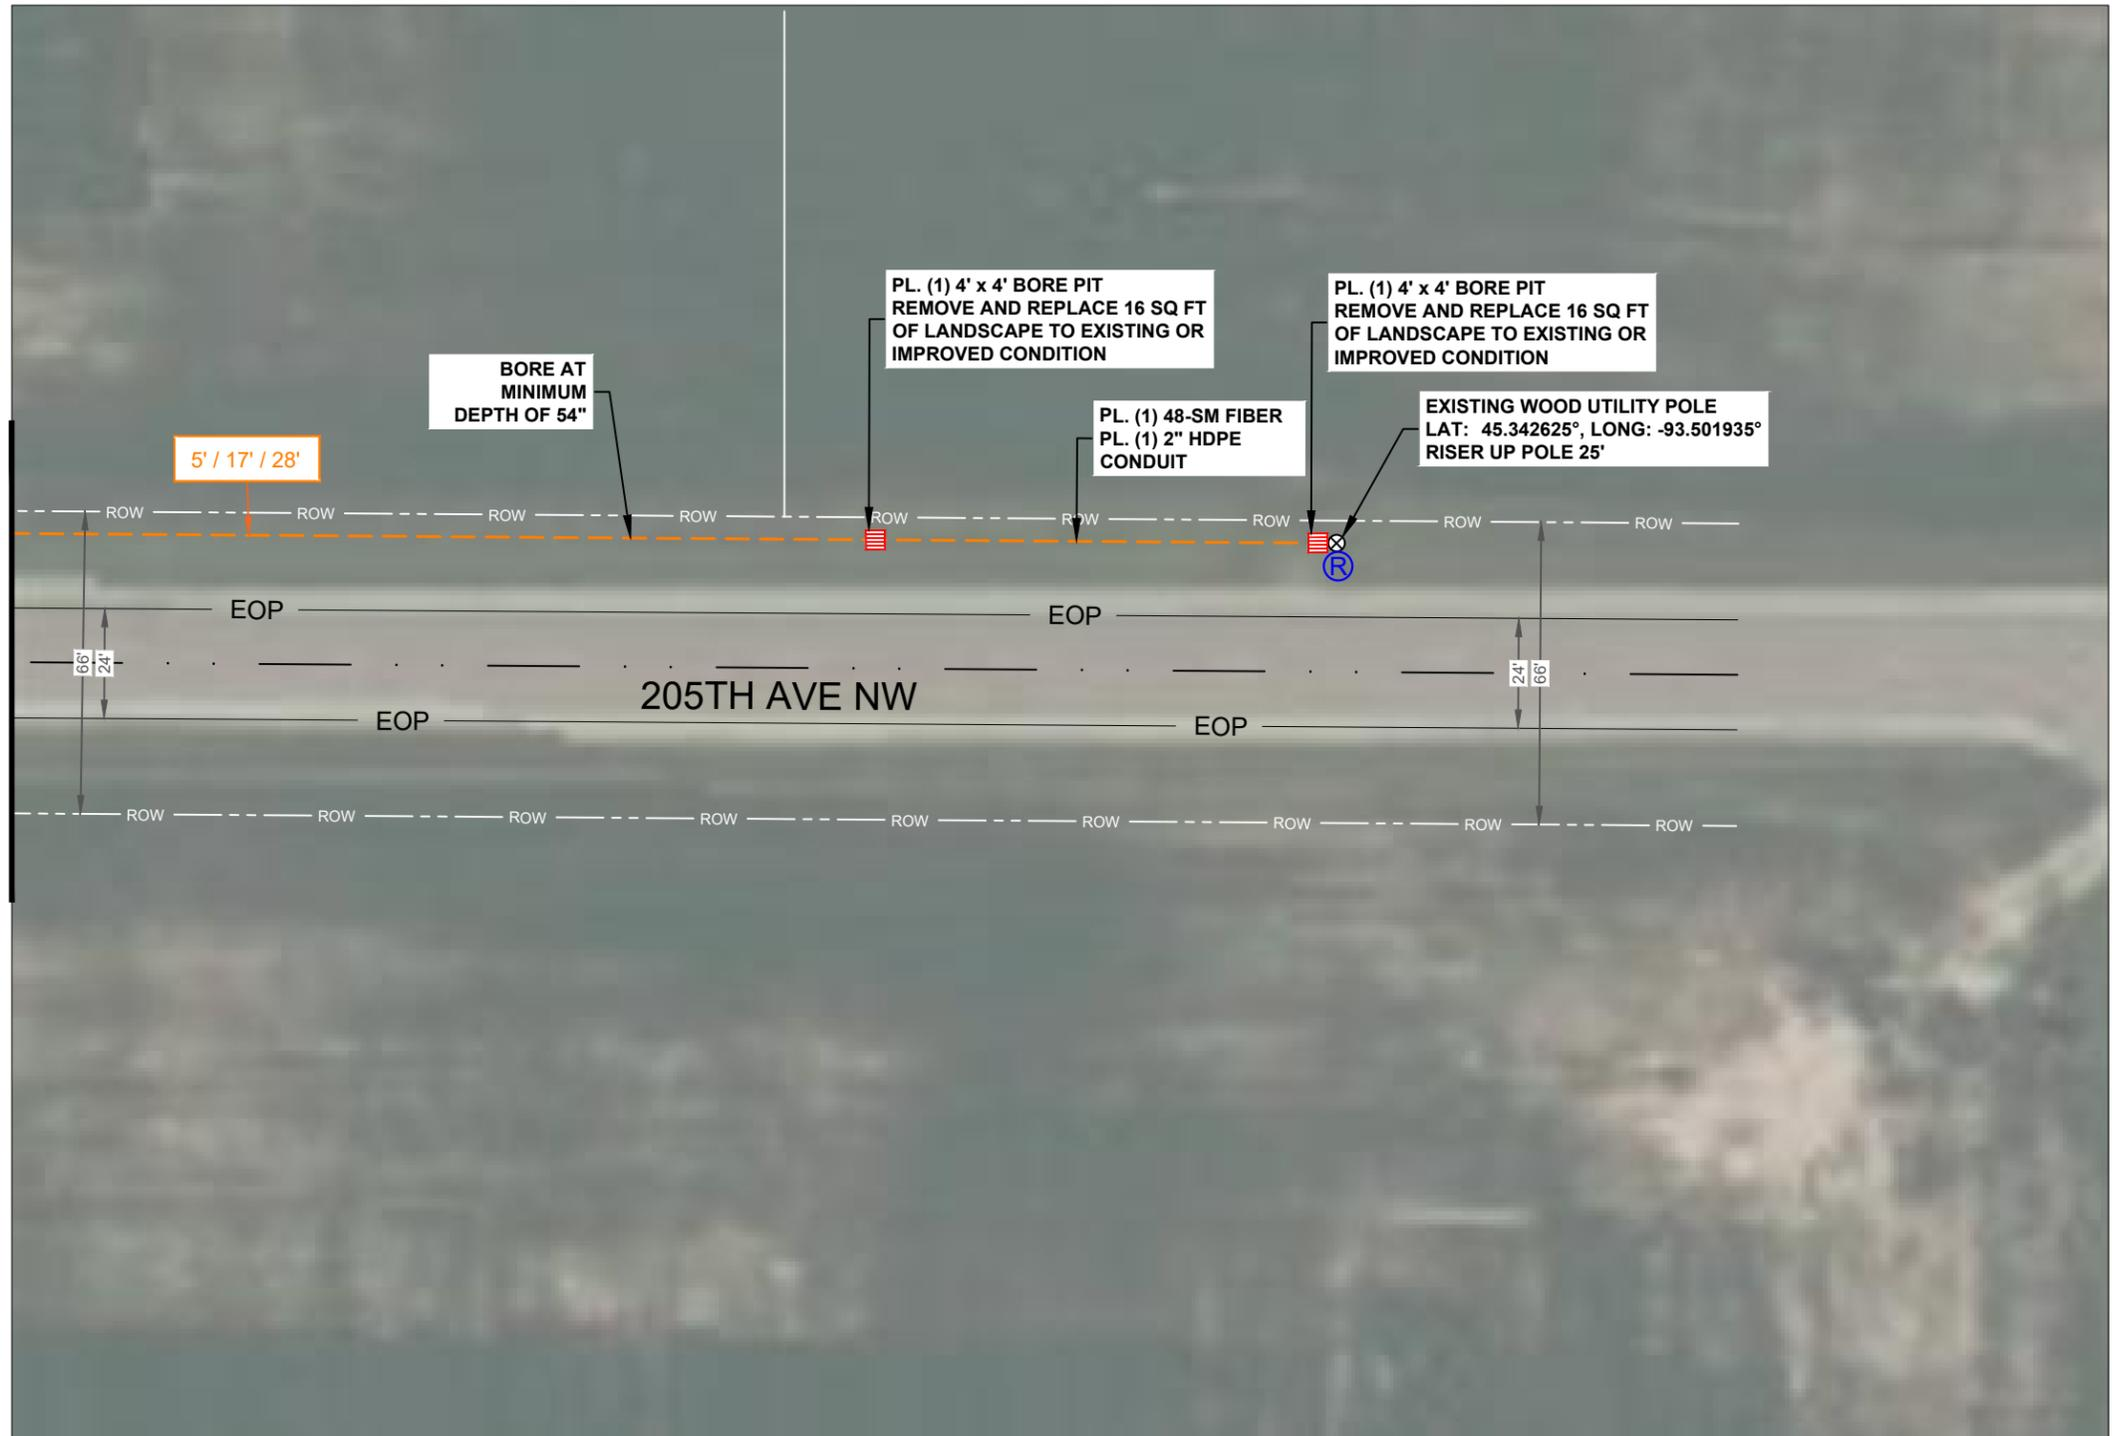 PL. (1) 4' x 4' BORE PIT
REMOVE AND REPLACE 16 SQ FT
OF LANDSCAPE TO EXISTING OR
IMPROVED CONDITION
PL. (1) 4' x 4' BORE PIT
REMOVE AND REPLACE 16 SQ FT
OF LANDSCAPE TO EXISTING OR
IMPROVED CONDITION
BORE AT
MINIMUM
DEPTH OF 54"
PL. (1) 48-SM FIBER
PL. (1) 2" HDPE
CONDUIT
EXISTING WOOD UTILITY POLE
LAT: 45.342625°, LONG: -93.501935°
RISER UP POLE 25'
5' / 17' / 28'
ROW ROW ROW ROW ROW ROW ROW ROW ROW
R
EOP EOP
66' 24' 24' 66'
205TH AVE NW
EOP EOP
ROW ROW ROW ROW ROW ROW ROW ROW ROW